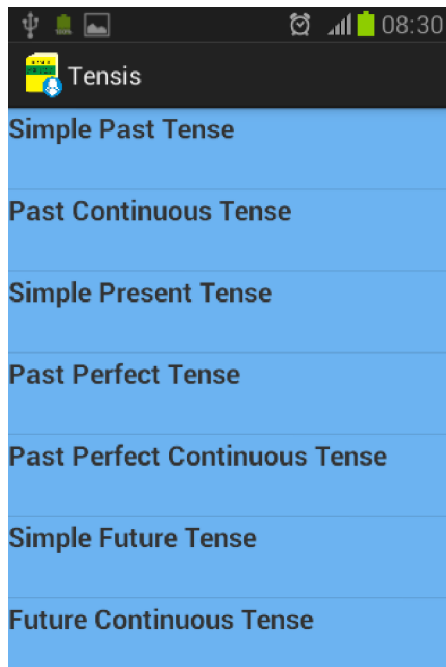 08:30
Tensis
Simple Past Tense
Past Continuous Tense
Simple Present Tense
Past Perfect Tense
Past Perfect Continuous Tense
Simple Future Tense
Future Continuous Tense